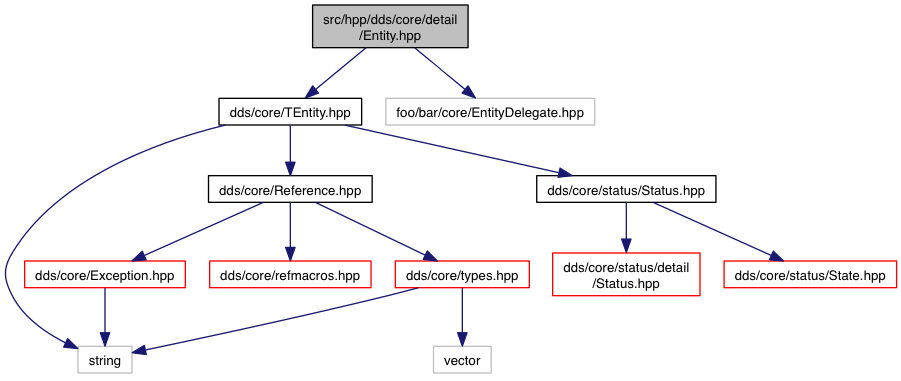 src/hpp/dds/core/detail
/Entity.hpp
dds/core/TEntity.hpp
foo/bar/core/EntityDelegate.hpp
dds/core/Reference.hpp
dds/core/status/Status.hpp
dds/core/Exception.hpp
dds/core/refmacros.hpp
dds/core/types.hpp
dds/core/status/detail
/Status.hpp
dds/core/status/State.hpp
string
vector